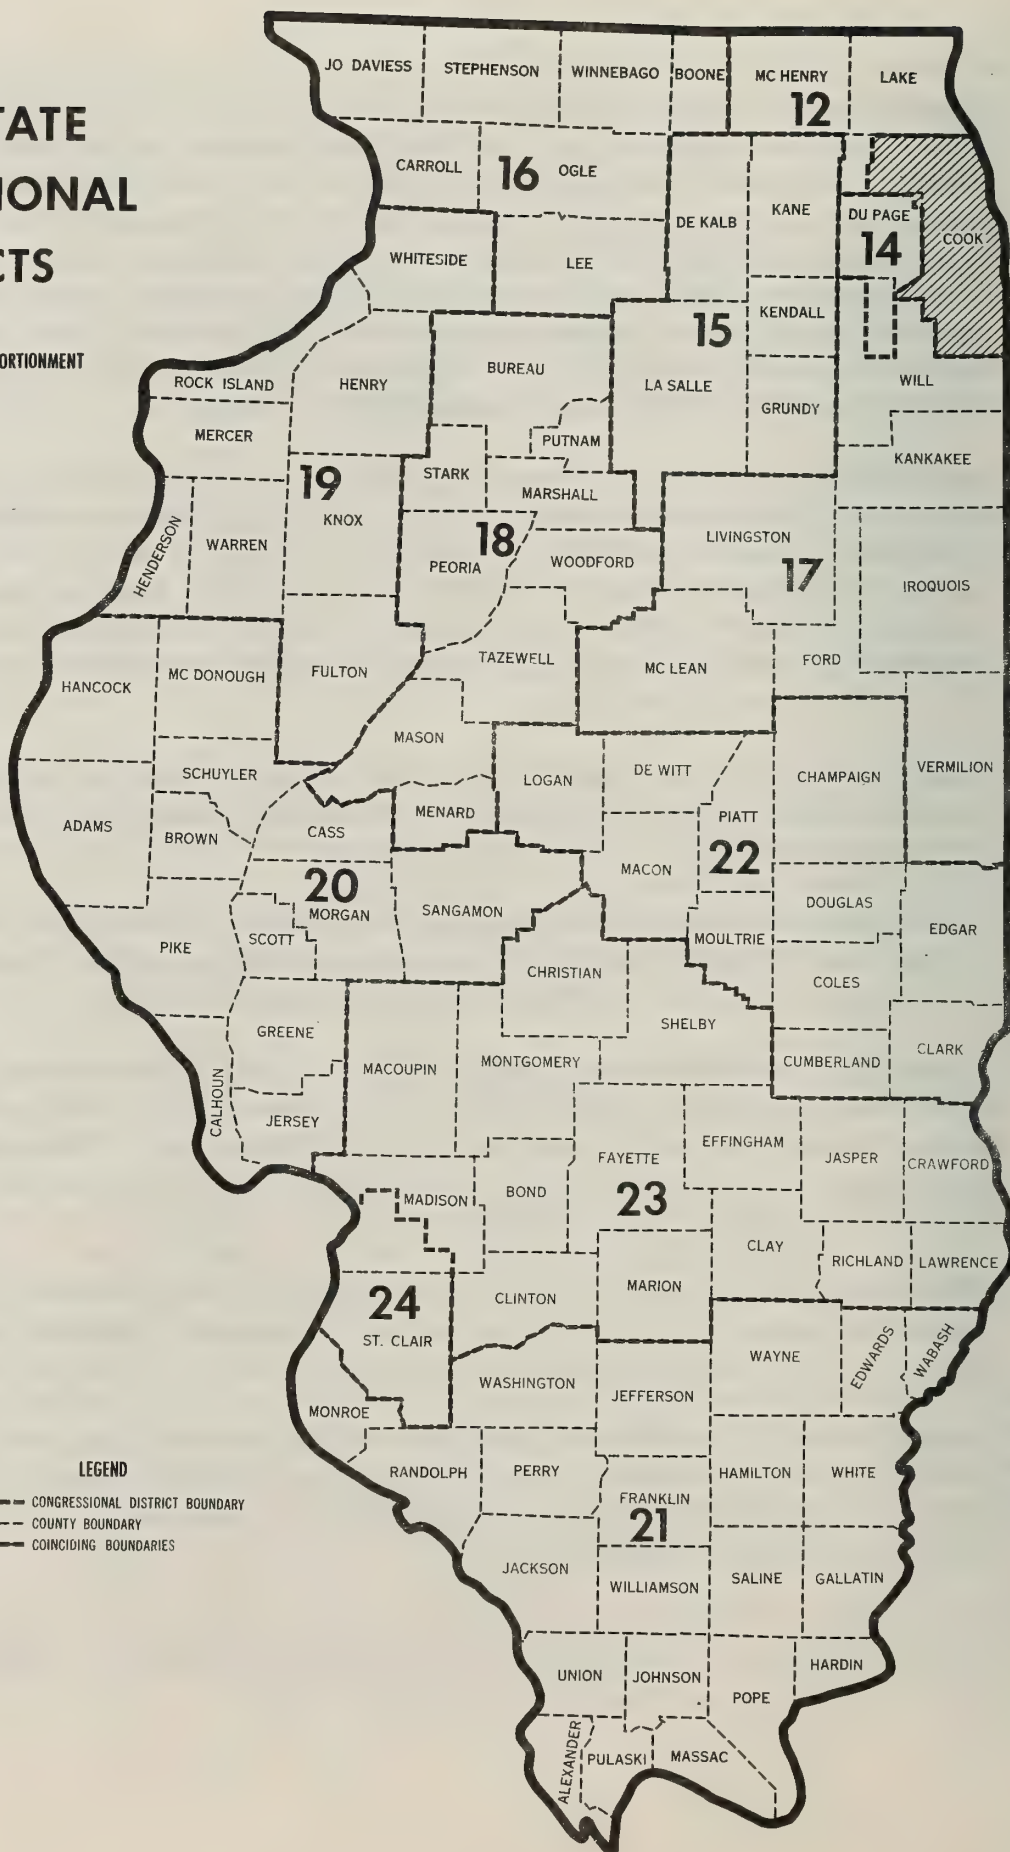 TATE
IONAL
CTS
ORTIONMENT
JO DAVIESS
STEPHENSON
WINNEBAGO
BOONE
MC HENRY
LAKE
12
CARROLL
16
OGLE
DE KALB
KANE
DU PAGE
14
COOK
WHITESIDE
LEE
15
KENDALL
ROCK ISLAND
HENRY
BUREAU
LA SALLE
GRUNDY
WILL
MERCER
PUTNAM
KANKAKEE
19
KNOX
STARK
MARSHALL
HENDERSON
WARREN
18
PEORIA
WOODFORD
LIVINGSTON
17
IROQUOIS
HANCOCK
MC DONOUGH
FULTON
TAZEWELL
MC LEAN
FORD
MASON
SCHUYLER
LOGAN
DE WITT
CHAMPAIGN
VERMILION
ADAMS
BROWN
CASS
MENARD
PIATT
22
MACON
20
MORGAN
SANGAMON
DOUGLAS
PIKE
SCOTT
MOULTRIE
EDGAR
CHRISTIAN
COLES
GREENE
SHELBY
MACOUPIN
MONTGOMERY
CUMBERLAND
CLARK
CALHOUN
JERSEY
EFFINGHAM
FAYETTE
JASPER
CRAWFORD
MADISON
BOND
23
CLAY
RICHLAND
LAWRENCE
24
CLINTON
MARION
ST. CLAIR
WAYNE
EDWARDS
WABASH
WASHINGTON
JEFFERSON
MONROE
RANDOLPH
PERRY
HAMILTON
WHITE
FRANKLIN
21
JACKSON
WILLIAMSON
SALINE
GALLATIN
UNION
JOHNSON
POPE
HARDIN
ALEXANDER
PULASKI
MASSAC
LEGEND
CONGRESSIONAL DISTRICT BOUNDARY
COUNTY BOUNDARY
COINCIDING BOUNDARIES